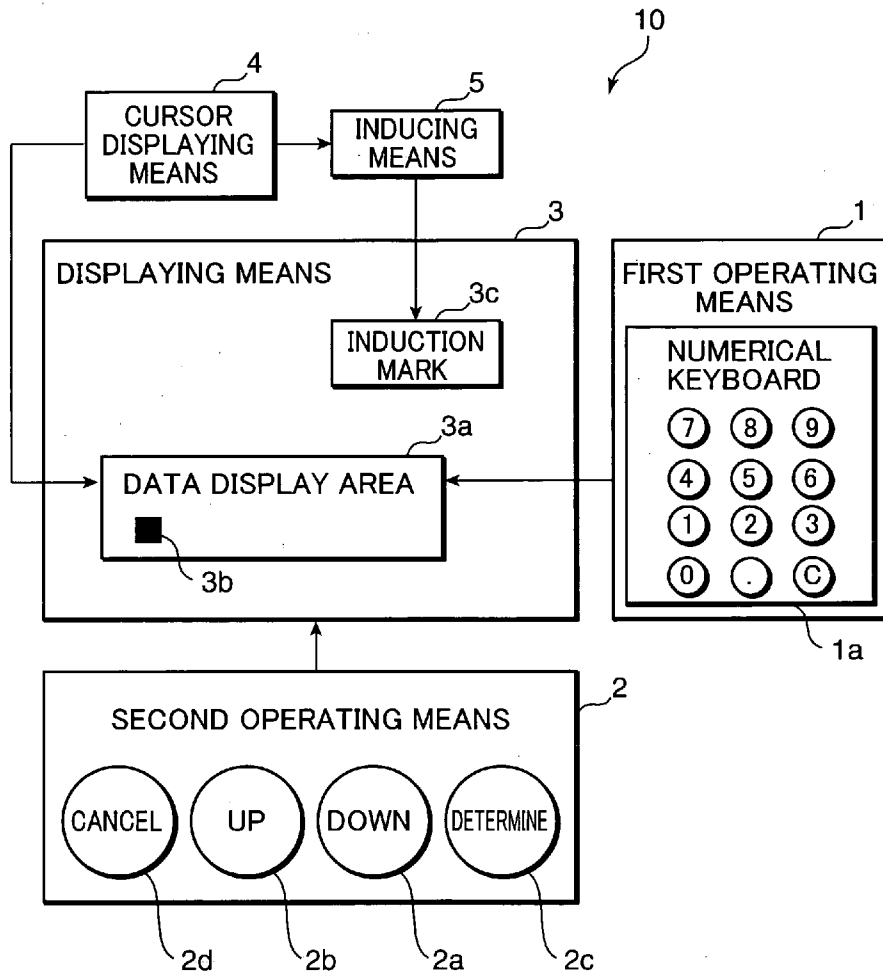 10
4
5
CURSOR
DISPLAYING
MEANS
INDUCING
MEANS
3
1
DISPLAYING MEANS
3c
INDUCTION
MARK
FIRST OPERATING
MEANS
NUMERICAL
KEYBOARD
7 8 9
4 5 6
1 2 3
0 . C
1a
3a
DATA DISPLAY AREA
3b
2
SECOND OPERATING MEANS
CANCEL UP DOWN DETERMINE
2d 2b 2a 2c